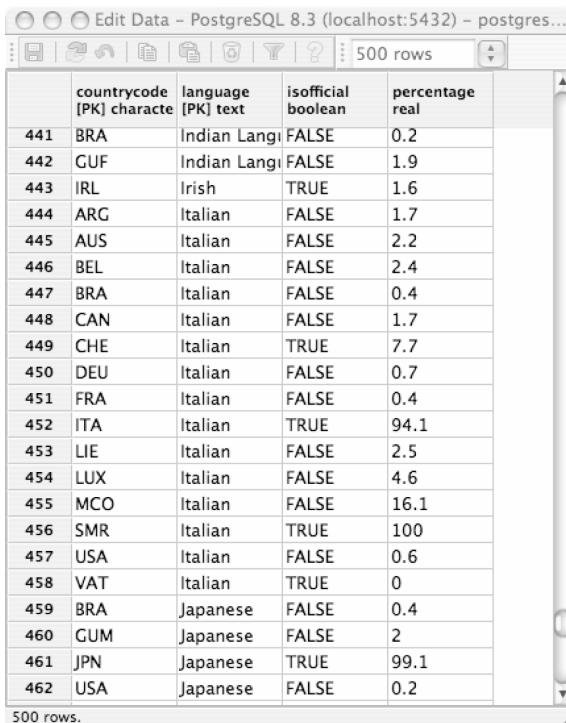 Edit Data – PostgreSQL 8.3 (localhost:5432) – postgres...
500 rows
countrycode language isofficial percentage
[PK] characte [PK] text boolean real
441 BRA Indian Langu FALSE 0.2
442 GUF Indian Langu FALSE 1.9
443 IRL Irish TRUE 1.6
444 ARG Italian FALSE 1.7
445 AUS Italian FALSE 2.2
446 BEL Italian FALSE 2.4
447 BRA Italian FALSE 0.4
448 CAN Italian FALSE 1.7
449 CHE Italian TRUE 7.7
450 DEU Italian FALSE 0.7
451 FRA Italian FALSE 0.4
452 ITA Italian TRUE 94.1
453 LIE Italian FALSE 2.5
454 LUX Italian FALSE 4.6
455 MCO Italian FALSE 16.1
456 SMR Italian TRUE 100
457 USA Italian FALSE 0.6
458 VAT Italian TRUE 0
459 BRA Japanese FALSE 0.4
460 GUM Japanese FALSE 2
461 JPN Japanese TRUE 99.1
462 USA Japanese FALSE 0.2
500 rows.